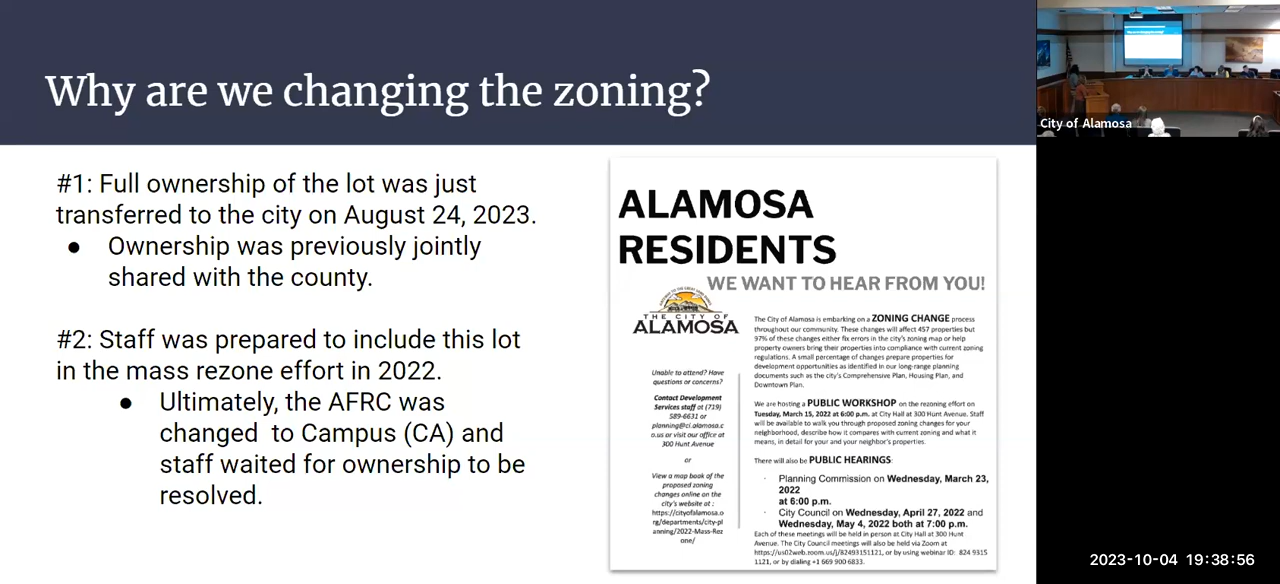 Why are we changing the zoning?
#1: Full ownership of the lot was just
transferred to the city on August 24, 2023.
● Ownership was previously jointly
shared with the county.
#2: Staff was prepared to include this lot
in the mass rezone effort in 2022.
● Ultimately, the AFRC was
changed to Campus (CA) and
staff waited for ownership to be
resolved.
ALAMOSA
RESIDENTS
WE WANT TO HEAR FROM YOU!
THE CITY OF
ALAMOSA
Unable to attend? Have
questions or concerns?
Contact Development
Services staff at (719)
589-6631 or
planning@ci.alamosa.c
o.us or visit our office at
300 Hunt Avenue
or
View a map book of the
proposed zoning
changes online on the
city's website at :
https://cityofalamosa.o
rg/departments/city-pl
anning/2022-Mass-Rez
one/
The City of Alamosa is embarking on a ZONING CHANGE process
throughout our community. These changes will affect 457 properties but
97% of these changes either fix errors in the city's zoning map or help
property owners bring their properties into compliance with current zoning
regulations. A small percentage of changes prepare properties for
development opportunities as identified in our long-range planning
documents such as the city's Comprehensive Plan, Housing Plan, and
Downtown Plan.
We are hosting a PUBLIC WORKSHOP on the rezoning effort on
Tuesday, March 15, 2022 at 6:00 p.m. at City Hall at 300 Hunt Avenue. Staff
will be available to walk you through proposed zoning changes for your
neighborhood, describe how it compares with current zoning and what it
means, in detail for your and your neighbor's properties.
There will also be PUBLIC HEARINGS:
· Planning Commission on Wednesday, March 23,
2022
at 6:00 p.m.
· City Council on Wednesday, April 27, 2022 and
Wednesday, May 4, 2022 both at 7:00 p.m.
Each of these meetings will be held in person at City Hall at 300 Hunt
Avenue. The City Council meetings will also be held via Zoom at
https://us02web.zoom.us/j/82493151121, or by using webinar ID: 824 9315
1121, or by dialing +1 669 900 6833.
City of Alamosa
2023-10-04 19:38:56